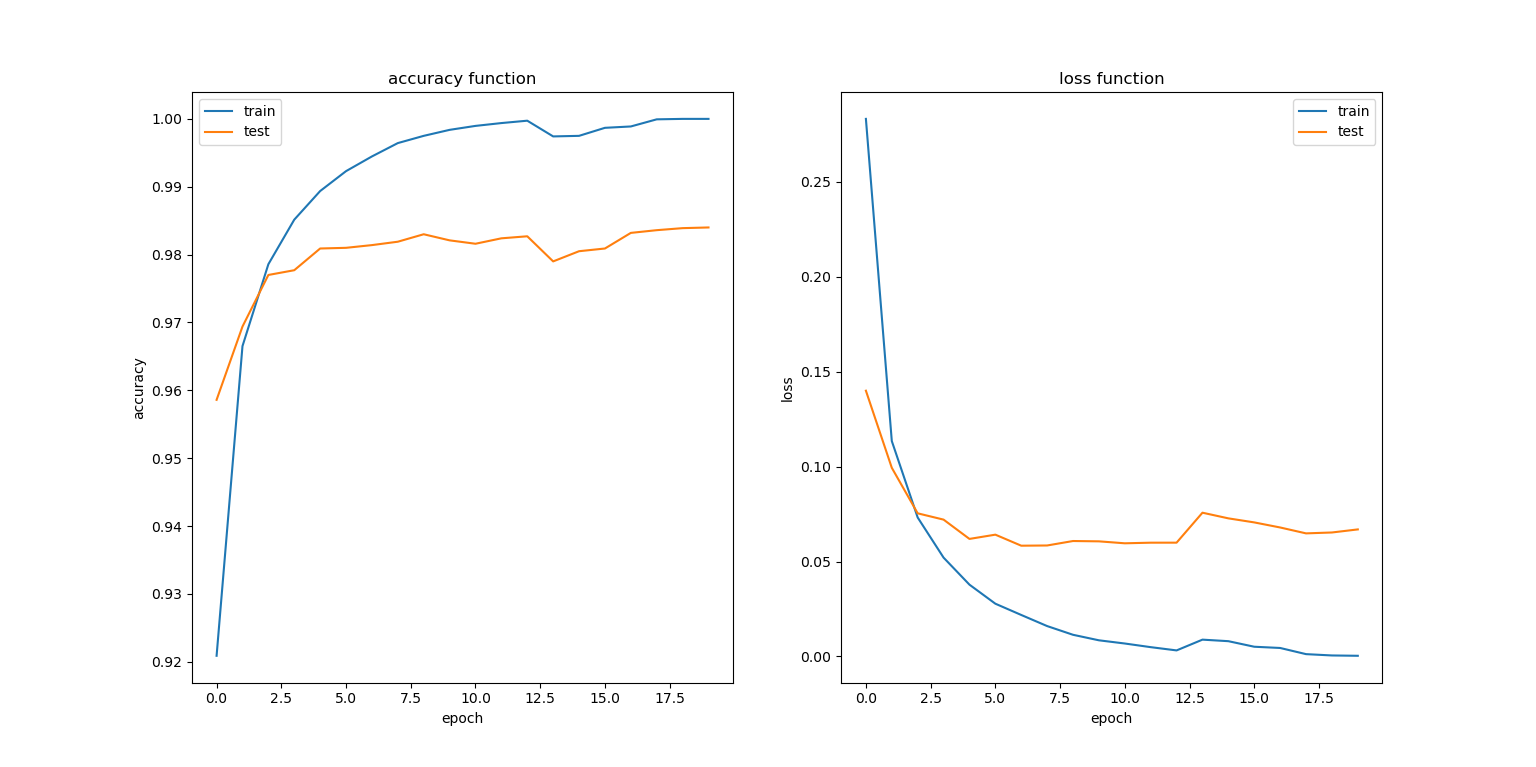 accuracy function
train
test
1.00
0.99
0.98
0.97
0.96
0.95
0.94
0.93
0.92
accuracy
0.0 2.5 5.0 7.5 10.0 12.5 15.0 17.5
epoch
loss function
train
test
0.25
0.20
0.15
0.10
0.05
0.00
loss
0.0 2.5 5.0 7.5 10.0 12.5 15.0 17.5
epoch